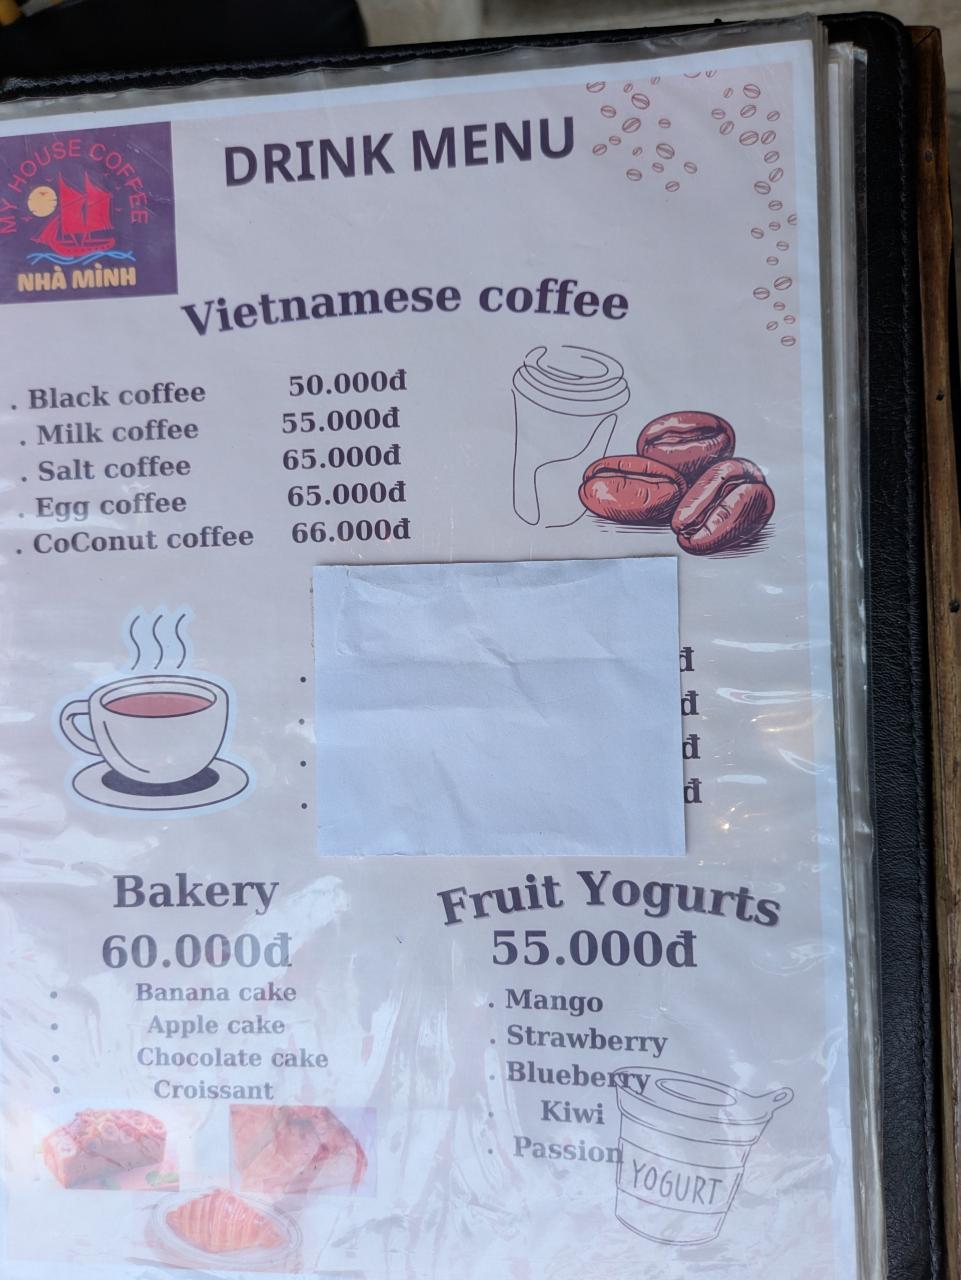 MY HOUSE COFFEE
NHÀ MÌNH
DRINK MENU
Vietnamese coffee
. Black coffee 50.000đ
. Milk coffee 55.000đ
. Salt coffee 65.000đ
. Egg coffee 65.000đ
. CoConut coffee 66.000đ
. đ
. đ
. đ
. đ
Bakery
60.000đ
• Banana cake
• Apple cake
• Chocolate cake
• Croissant
Fruit Yogurts
55.000đ
. Mango
. Strawberry
. Blueberry
. Kiwi
. Passion
YOGURT